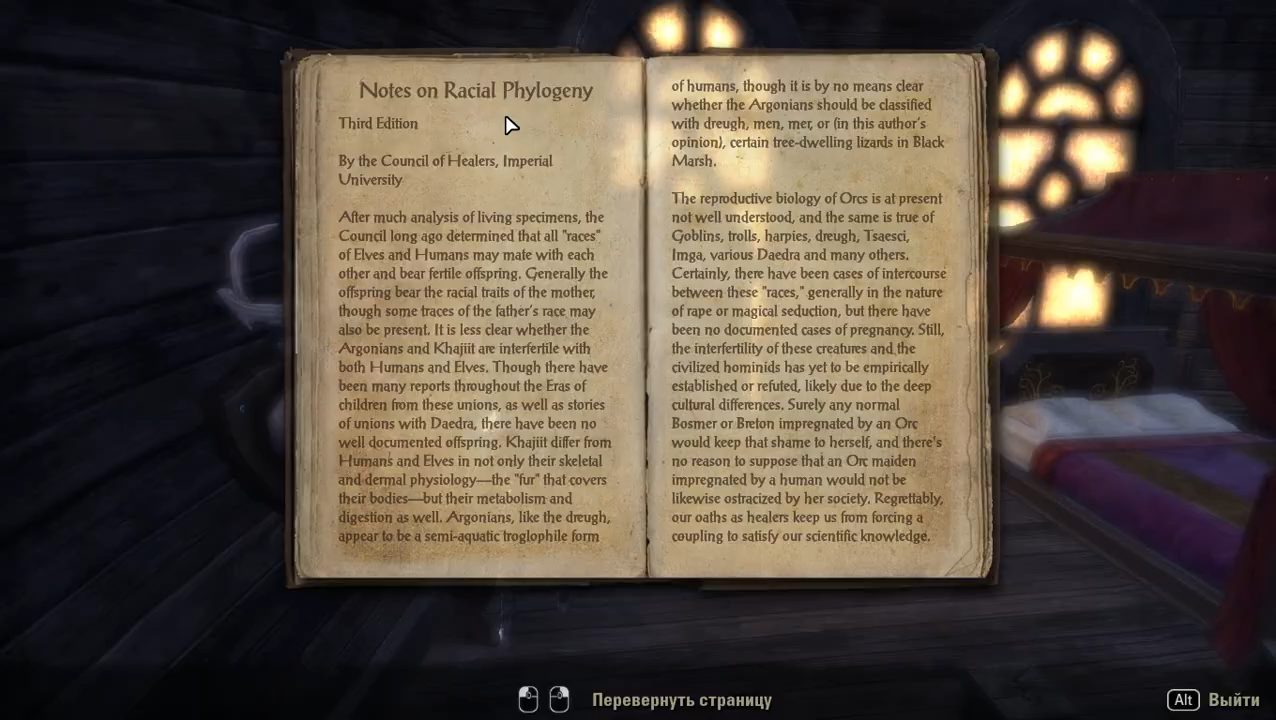 Notes on Racial Phylogeny
Third Edition
By the Council of Healers, Imperial
University
After much analysis of living specimens, the
Council long ago determined that all "races"
of Elves and Humans may mate with each
other and bear fertile offspring. Generally the
offspring bear the racial traits of the mother,
though some traces of the father's race may
also be present. It is less clear whether the
Argonians and Khajiit are interfertile with
both Humans and Elves. Though there have
been many reports throughout the Eras of
children from these unions, as well as stories
of unions with Daedra, there have been no
well documented offspring. Khajiit differ from
Humans and Elves in not only their skeletal
and dermal physiology—the "fur" that covers
their bodies—but their metabolism and
digestion as well. Argonians, like the dreugh,
appear to be a semi-aquatic troglophile form
of humans, though it is by no means clear
whether the Argonians should be classified
with dreugh, men, mer, or (in this author's
opinion), certain tree-dwelling lizards in Black
Marsh.
The reproductive biology of Orcs is at present
not well understood, and the same is true of
Goblins, trolls, harpies, dreugh, Tsaesci,
Imga, various Daedra and many others.
Certainly, there have been cases of intercourse
between these "races," generally in the nature
of rape or magical seduction, but there have
been no documented cases of pregnancy. Still,
the interfertility of these creatures and the
civilized hominids has yet to be empirically
established or refuted, likely due to the deep
cultural differences. Surely any normal
Bosmer or Breton impregnated by an Orc
would keep that shame to herself, and there's
no reason to suppose that an Orc maiden
impregnated by a human would not be
likewise ostracized by her society. Regrettably,
our oaths as healers keep us from forcing a
coupling to satisfy our scientific knowledge.
Перевернуть страницу
Alt Выйти